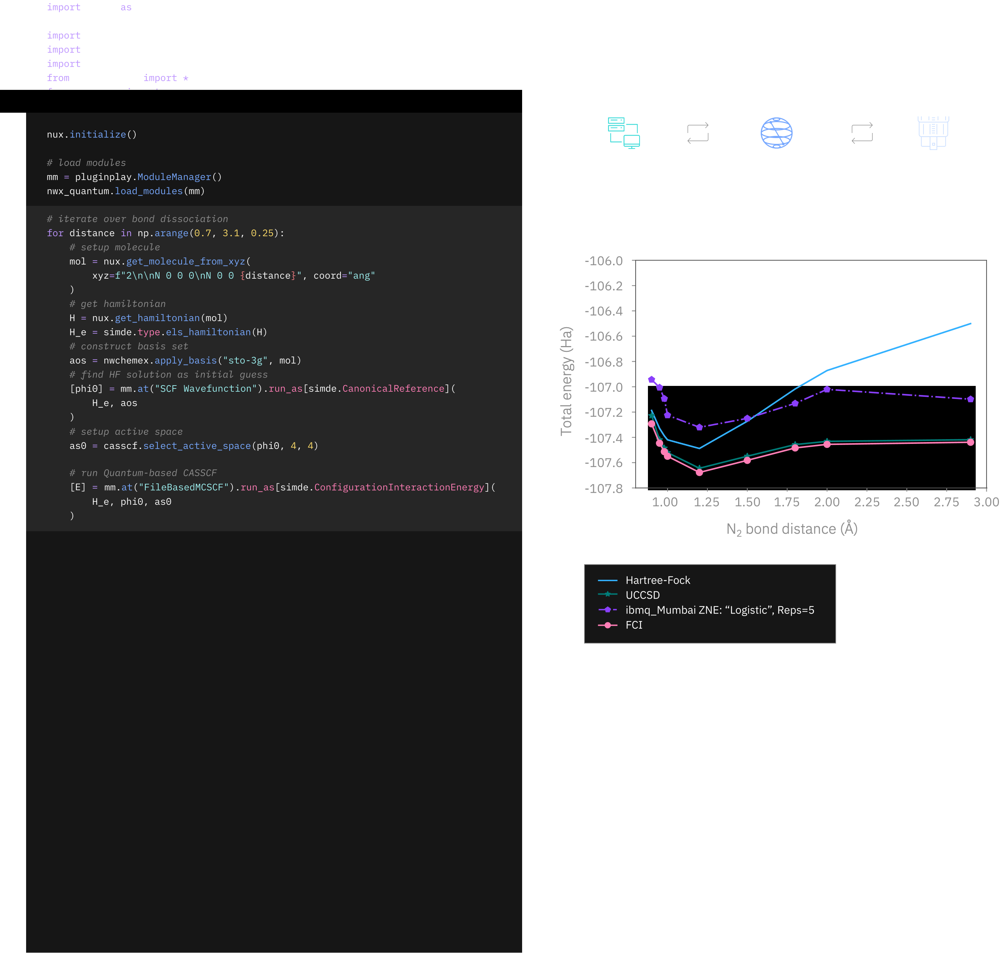 import as
import
import
import
from import *
nux.initialize()
# load modules
mm = pluginplay.ModuleManager()
nwx_quantum.load_modules(mm)
# iterate over bond dissociation
for distance in np.arange(0.7, 3.1, 0.25):
# setup molecule
mol = nux.get_molecule_from_xyz(
xyz=f"2\n\nN 0 0 0\nN 0 0 {distance}", coord="ang"
)
# get hamiltonian
H = nux.get_hamiltonian(mol)
H_e = simde.type.els_hamiltonian(H)
# construct basis set
aos = nwchemex.apply_basis("sto-3g", mol)
# find HF solution as initial guess
[phi0] = mm.at("SCF Wavefunction").run_as[simde.CanonicalReference](
H_e, aos
)
# setup active space
as0 = casscf.select_active_space(phi0, 4, 4)
# run Quantum-based CASSCF
[E] = mm.at("FileBasedMCSCF").run_as[simde.ConfigurationInteractionEnergy](
H_e, phi0, as0
)
Total energy (Ha)
-106.0
-106.2
-106.4
-106.6
-106.8
-107.0
-107.2
-107.4
-107.6
-107.8
1.00 1.25 1.50 1.75 2.00 2.25 2.50 2.75 3.00
N₂ bond distance (Å)
Hartree-Fock
UCCSD
ibmq_Mumbai ZNE: “Logistic”, Reps=5
FCI